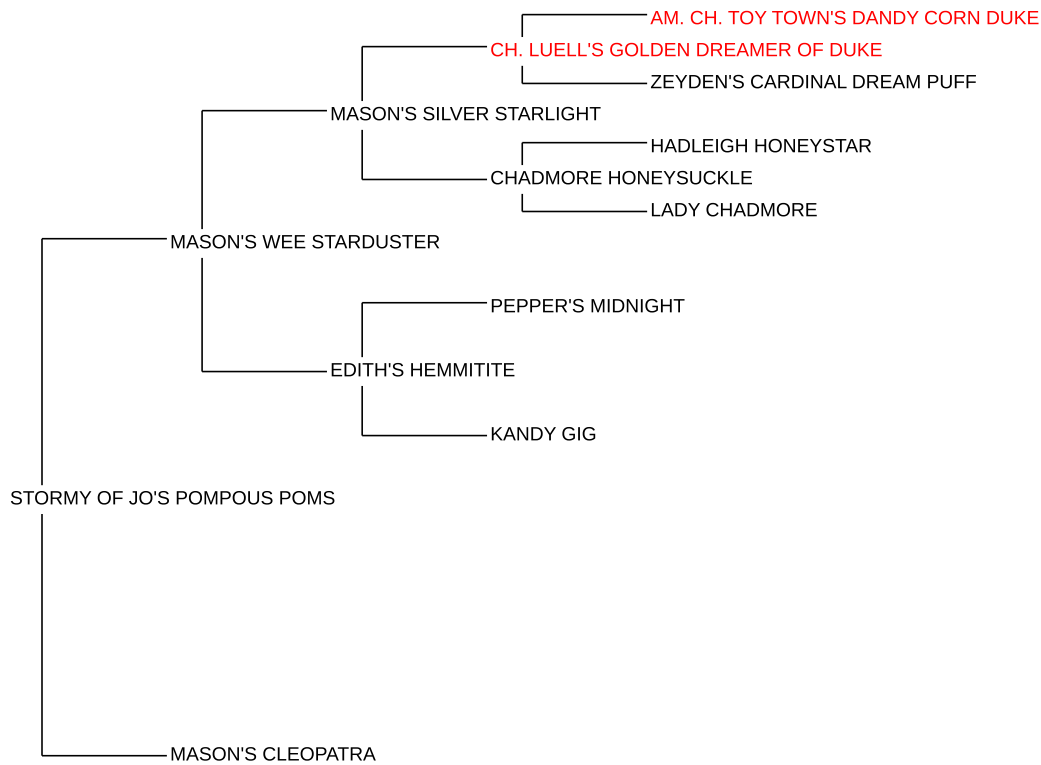 AM. CH. TOY TOWN'S DANDY CORN DUKE
CH. LUELL'S GOLDEN DREAMER OF DUKE
ZEYDEN'S CARDINAL DREAM PUFF
MASON'S SILVER STARLIGHT
HADLEIGH HONEYSTAR
CHADMORE HONEYSUCKLE
LADY CHADMORE
MASON'S WEE STARDUSTER
PEPPER'S MIDNIGHT
EDITH'S HEMMITITE
KANDY GIG
STORMY OF JO'S POMPOUS POMS
MASON'S CLEOPATRA